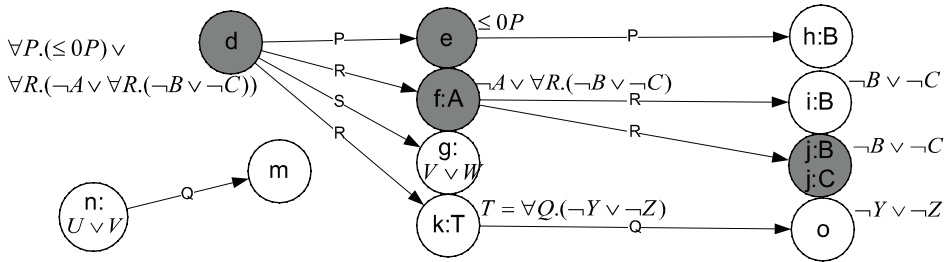 ∀P.(≤ 0P) ∨
∀R.(¬A ∨ ∀R.(¬B ∨ ¬C))
d
P
R
S
R
e
≤ 0P
P
h:B
f:A
¬A ∨ ∀R.(¬B ∨ ¬C)
R
R
i:B
¬B ∨ ¬C
g:
V ∨ W
j:B
j:C
¬B ∨ ¬C
m
n:
U ∨ V
Q
k:T
T = ∀Q.(¬Y ∨ ¬Z)
Q
o
¬Y ∨ ¬Z